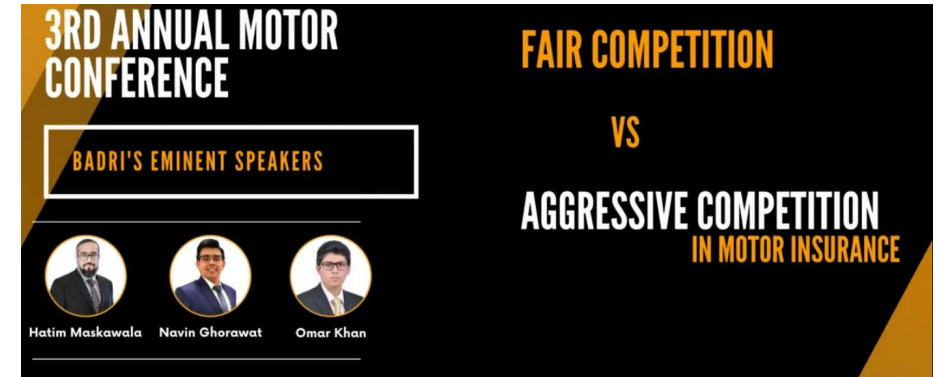 3RD ANNUAL MOTOR
CONFERENCE
BADRI'S EMINENT SPEAKERS
Hatim Maskawala
Navin Ghorawat
Omar Khan
FAIR COMPETITION
VS
AGGRESSIVE COMPETITION
IN MOTOR INSURANCE